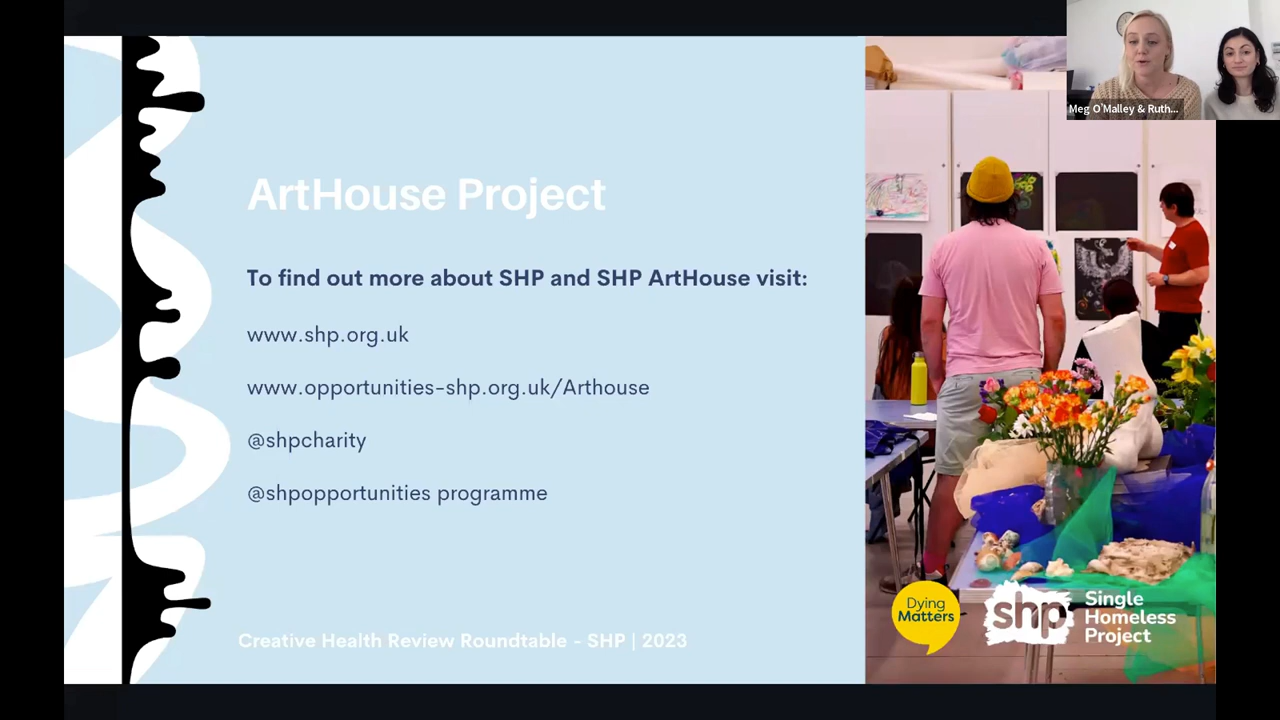 Meg O'Malley & Ruth...
ArtHouse Project
To find out more about SHP and SHP ArtHouse visit:
www.shp.org.uk
www.opportunities-shp.org.uk/Arthouse
@shpcharity
@shpopportunities programme
Creative Health Review Roundtable - SHP | 2023
Dying
Matters
shp
Single
Homeless
Project